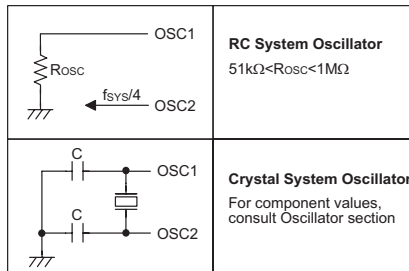 OSC1
ROSC
fSYS/4
OSC2
RC System Oscillator
51kΩ<ROSC<1MΩ
C
OSC1
C
OSC2
Crystal System Oscillator
For component values,
consult Oscillator section